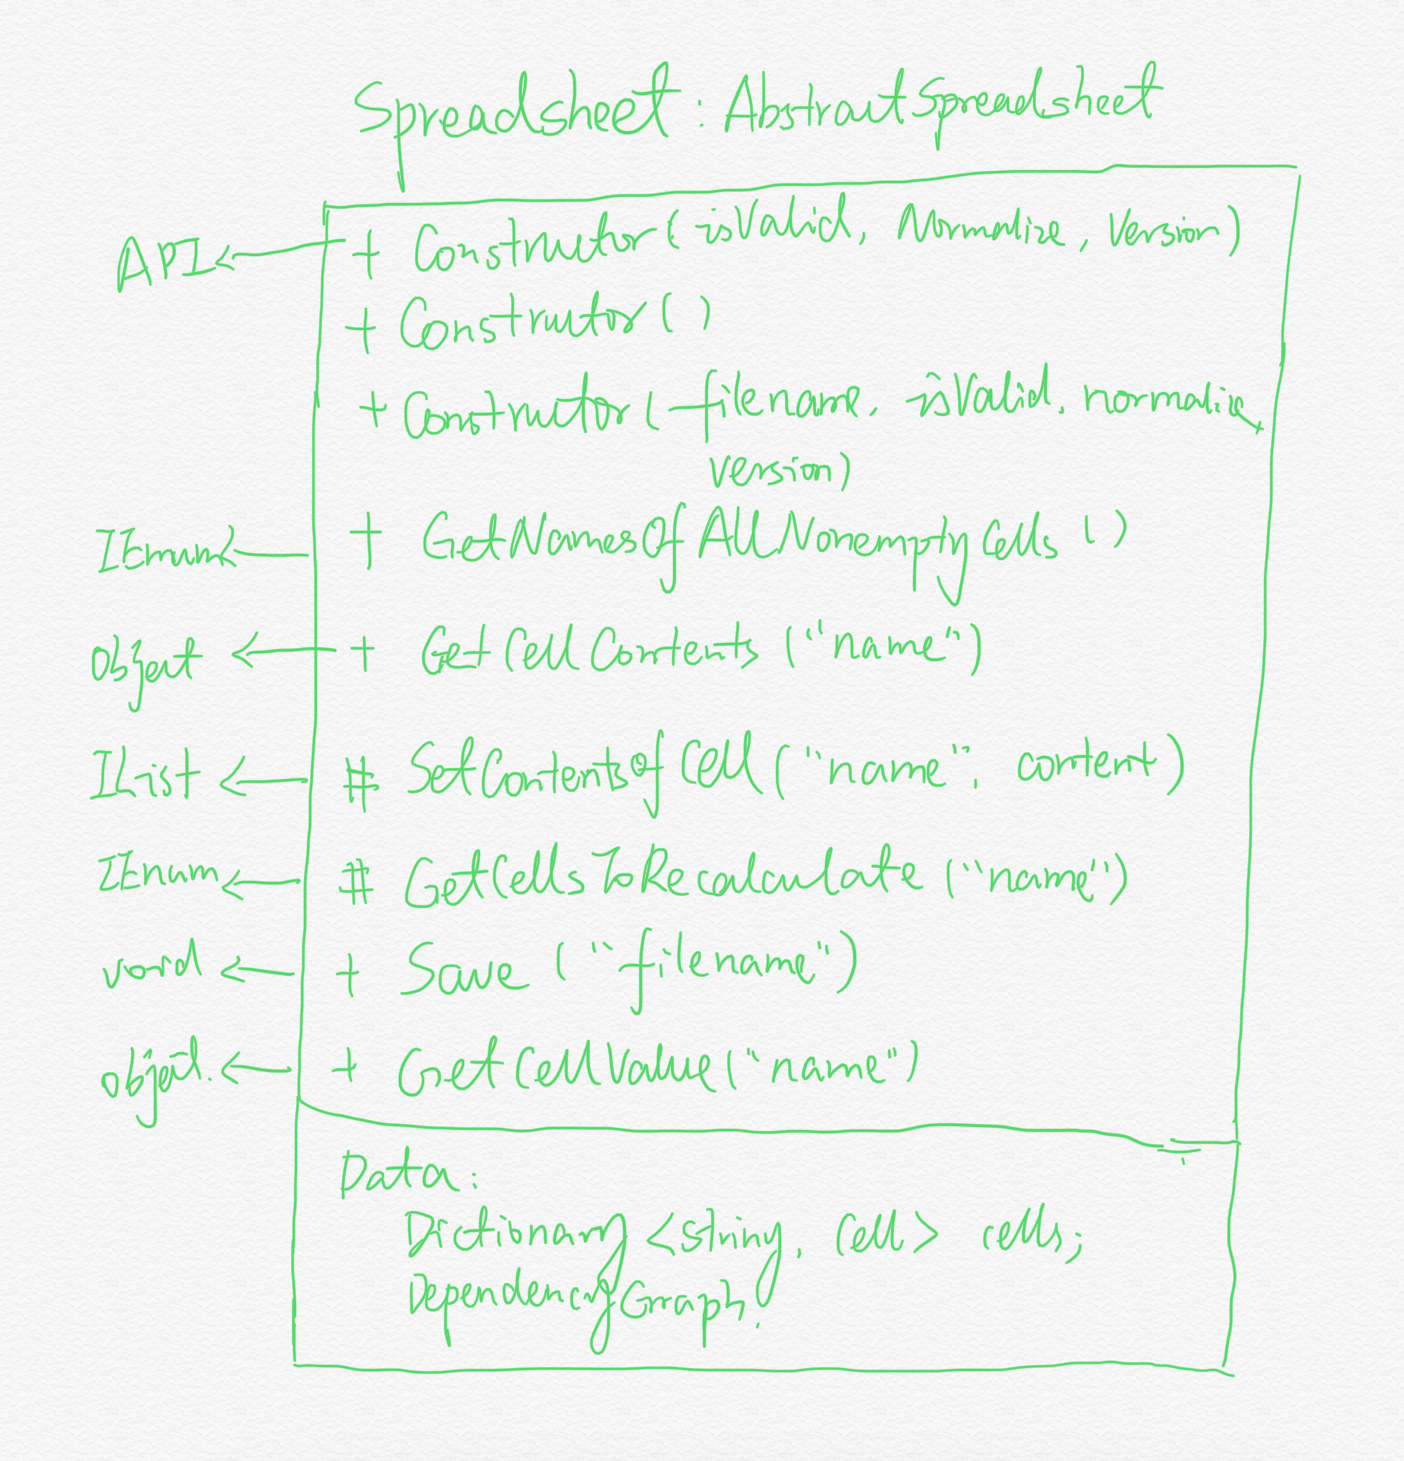 Spreadsheet : AbstractSpreadsheet
API ← + Constructor(isValid, Normalize, Version)
+ Constructor()
+ Constructor(filename, isValid, normalize,
version)
IEnum ← + GetNamesOfAllNonemptyCells()
Object ← + GetCellContents("name")
IList ← # SetContentsOfCell("name", content)
IEnum ← # GetCellsToRecalculate("name")
void ← + Save("filename")
object. ← + GetCellValue("name")
Data:
Dictionary <string, Cell> cells;
DependencyGraph;